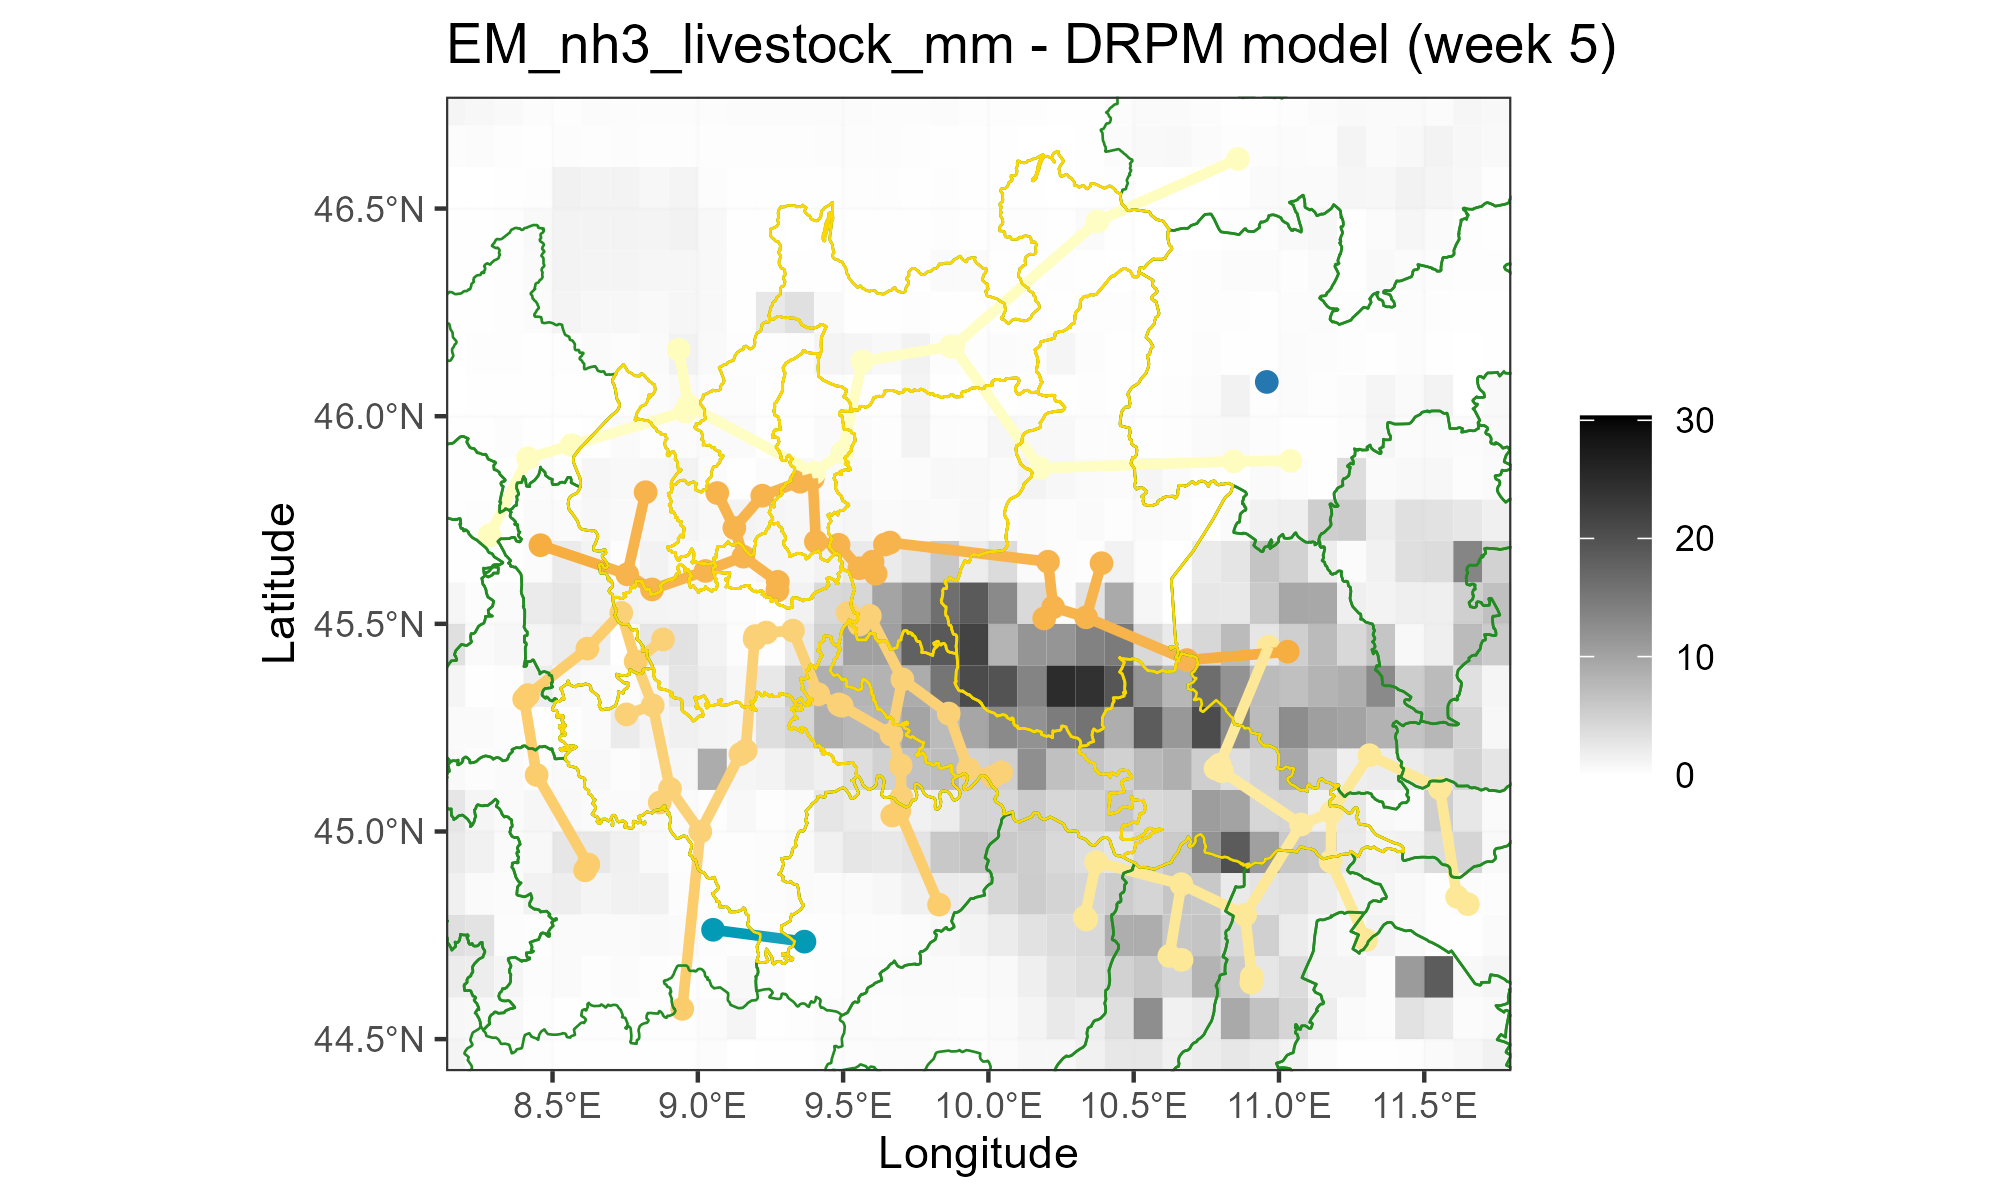 EM_nh3_livestock_mm - DRPM model (week 5)
46.5°N
46.0°N
45.5°N
45.0°N
44.5°N
Latitude
8.5°E 9.0°E 9.5°E 10.0°E 10.5°E 11.0°E 11.5°E
Longitude
30
20
10
0